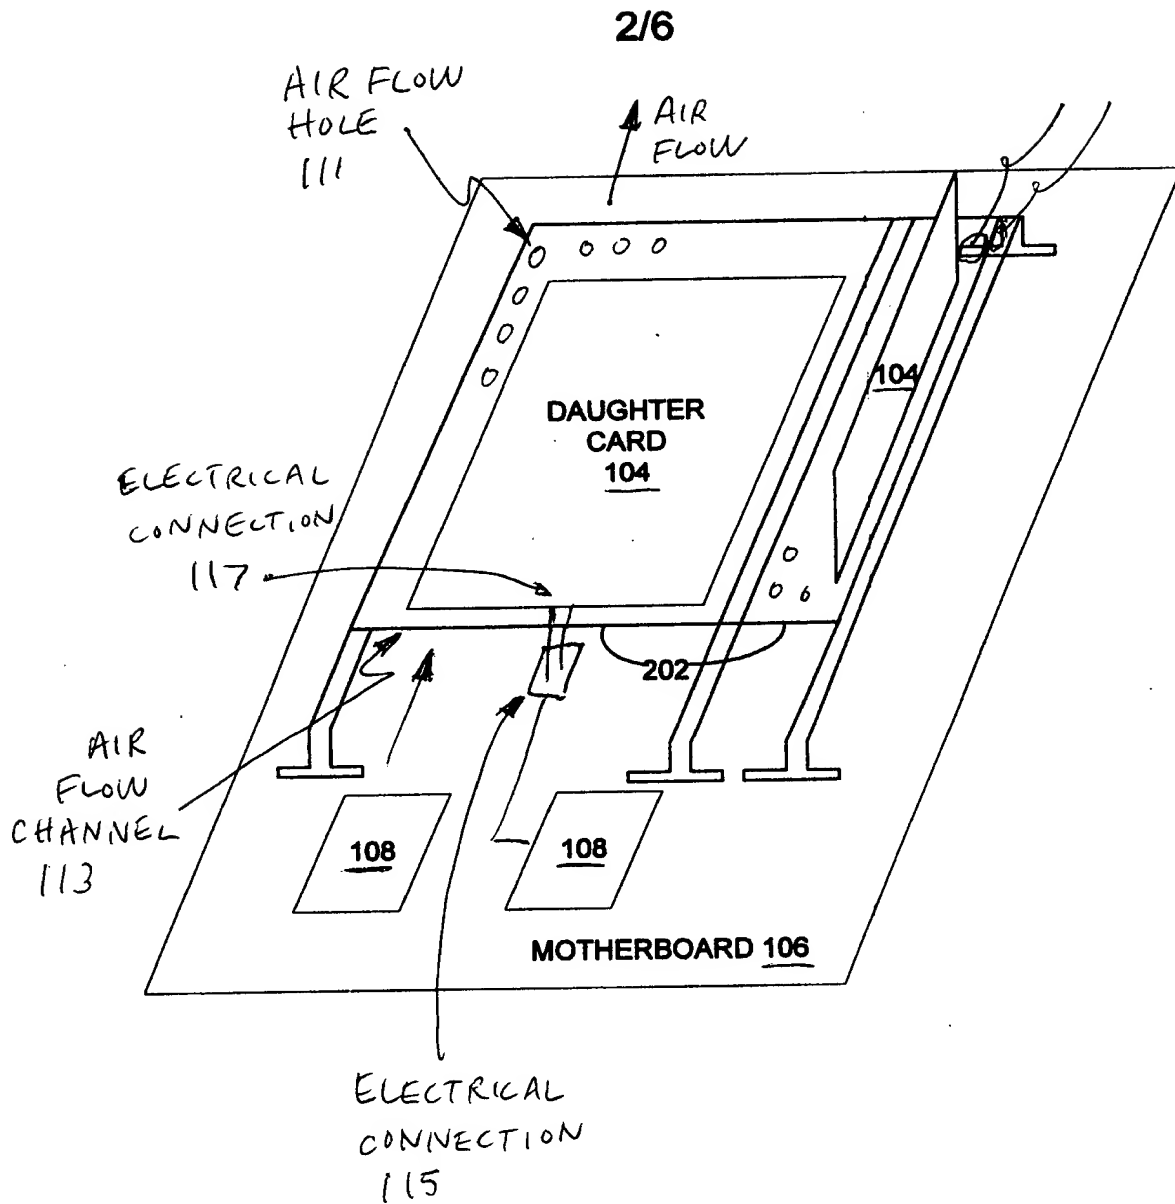 2/6
AIR FLOW
HOLE
111
AIR
FLOW
104
DAUGHTER
CARD
104
ELECTRICAL
CONNECTION
117
202
AIR
FLOW
CHANNEL
113
108
108
MOTHERBOARD 106
ELECTRICAL
CONNECTION
115